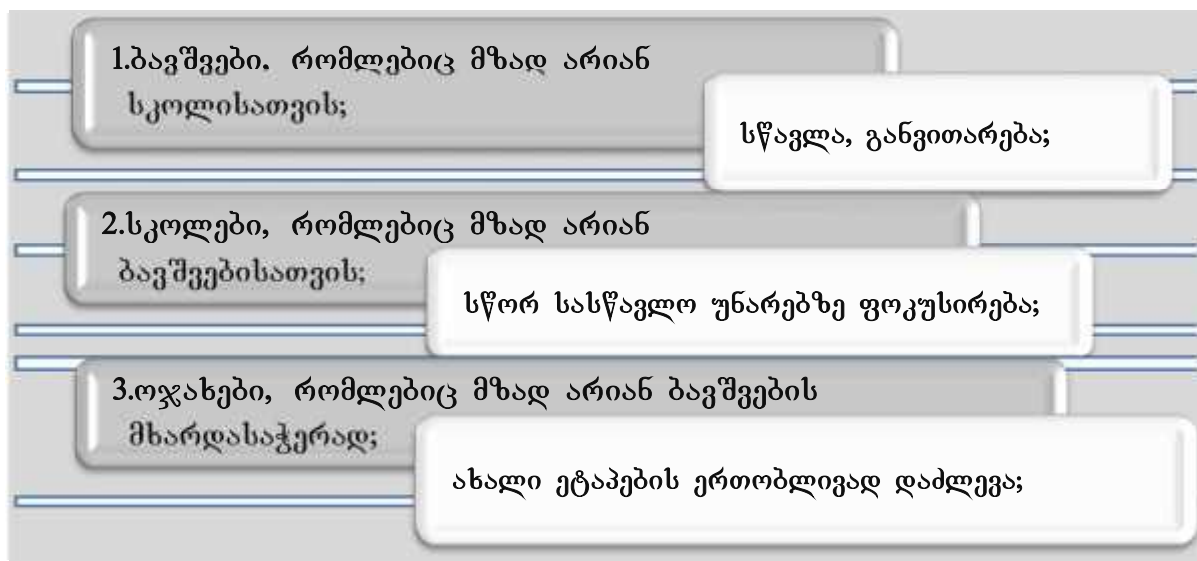 1.ბავშვები, რომლებიც მზად არიან
სკოლისათვის;
სწავლა, განვითარება;
2.სკოლები, რომლებიც მზად არიან
ბავშვებისათვის;
სწორ სასწავლო უნარებზე ფოკუსირება;
3.ოჯახები, რომლებიც მზად არიან ბავშვების
მხარდასაჭერად;
ახალი ეტაპების ერთობლივად დაძლევა;